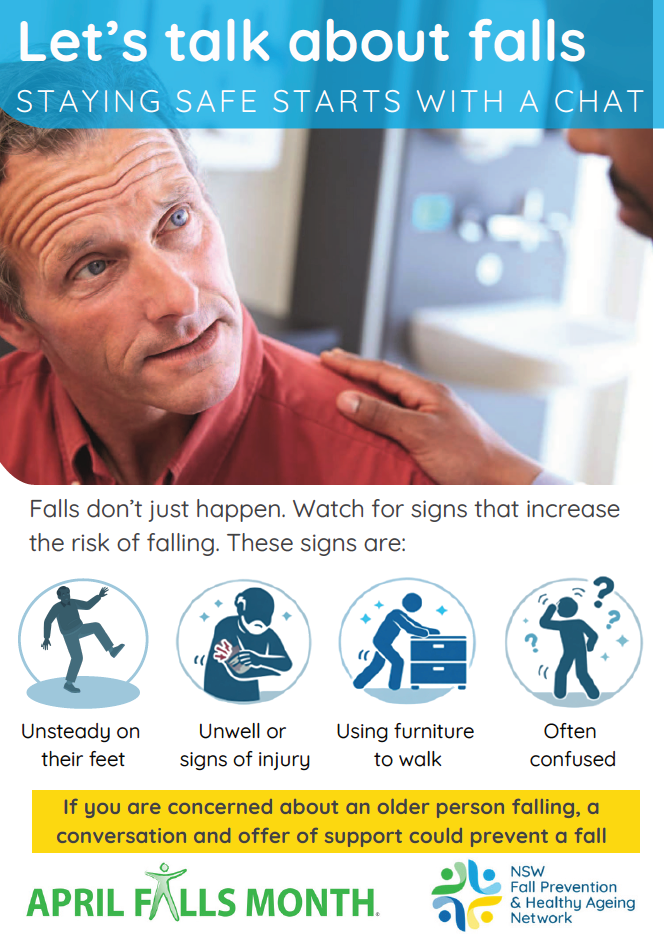 Let’s talk about falls
STAYING SAFE STARTS WITH A CHAT
Falls don’t just happen. Watch for signs that increase
the risk of falling. These signs are:
Unsteady on
their feet
Unwell or
signs of injury
Using furniture
to walk
Often
confused
If you are concerned about an older person falling, a
conversation and offer of support could prevent a fall
APRIL FALLS MONTH®
NSW
Fall Prevention
& Healthy Ageing
Network